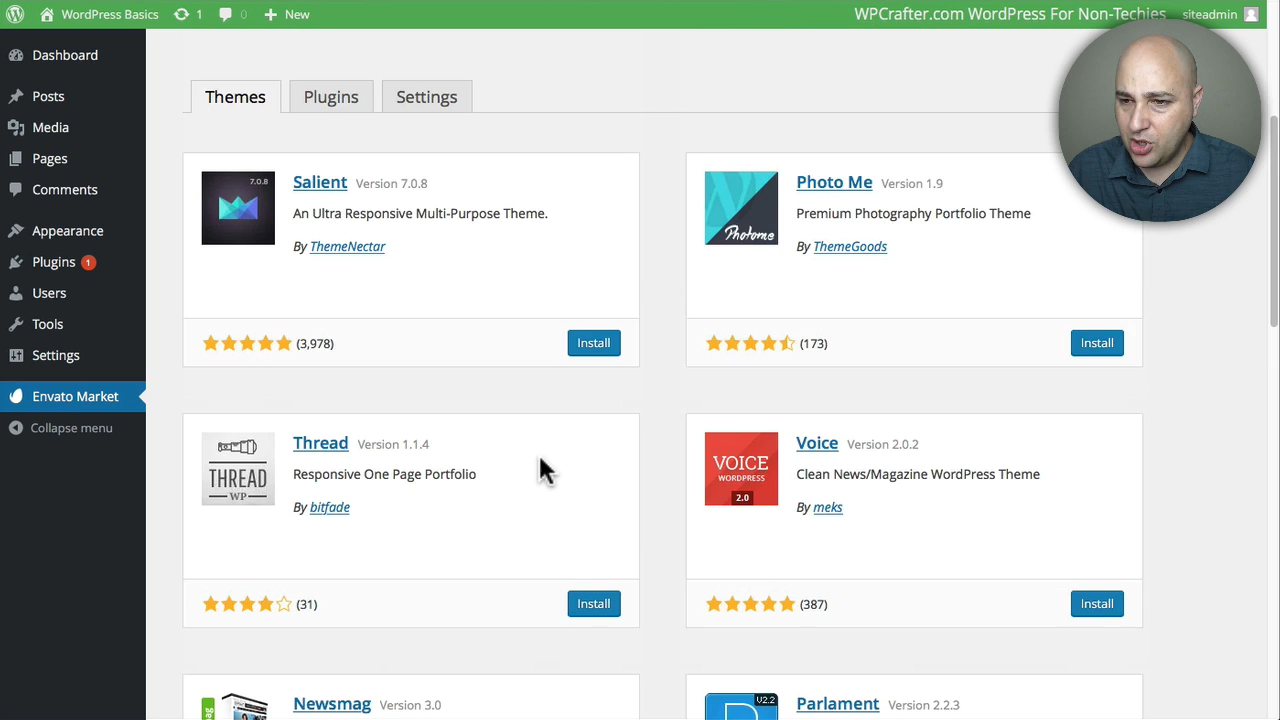 WordPress Basics 1 0 New WPCrafter.com WordPress For Non-Techies siteadmin
Dashboard
Posts
Media
Pages
Comments
Appearance
Plugins 1
Users
Tools
Settings
Envato Market
Collapse menu
Themes Plugins Settings
7.0.8
Salient Version 7.0.8
An Ultra Responsive Multi-Purpose Theme.
By ThemeNectar
(3,978) Install
Photome
Photo Me Version 1.9
Premium Photography Portfolio Theme
By ThemeGoods
(173) Install
THREAD
WP
Thread Version 1.1.4
Responsive One Page Portfolio
By bitfade
(31) Install
VOICE
WORDPRESS
2.0
Voice Version 2.0.2
Clean News/Magazine WordPress Theme
By meks
(387) Install
Newsmag Version 3.0
V2.2
Parlament Version 2.2.3